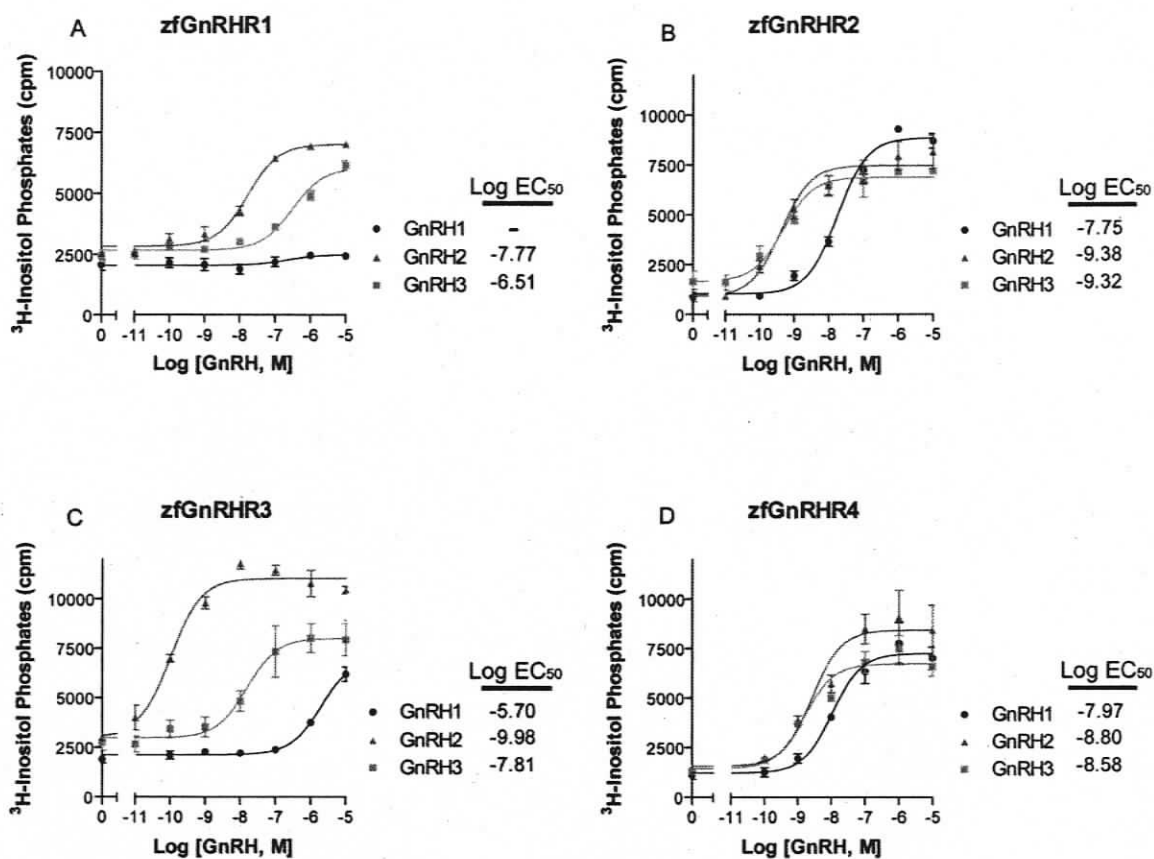 A zfGnRHR1
³H-Inositol Phosphates (cpm)
10000
7500
5000
2500
0
0 -11 -10 -9 -8 -7 -6 -5
Log [GnRH, M]
Log EC₅₀
GnRH1 -
GnRH2 -7.77
GnRH3 -6.51
B zfGnRHR2
³H-Inositol Phosphates (cpm)
10000
7500
5000
2500
0
0 -11 -10 -9 -8 -7 -6 -5
Log [GnRH, M]
Log EC₅₀
GnRH1 -7.75
GnRH2 -9.38
GnRH3 -9.32
C zfGnRHR3
³H-Inositol Phosphates (cpm)
10000
7500
5000
2500
0
0 -11 -10 -9 -8 -7 -6 -5
Log [GnRH, M]
Log EC₅₀
GnRH1 -5.70
GnRH2 -9.98
GnRH3 -7.81
D zfGnRHR4
³H-Inositol Phosphates (cpm)
10000
7500
5000
2500
0
0 -11 -10 -9 -8 -7 -6 -5
Log [GnRH, M]
Log EC₅₀
GnRH1 -7.97
GnRH2 -8.80
GnRH3 -8.58